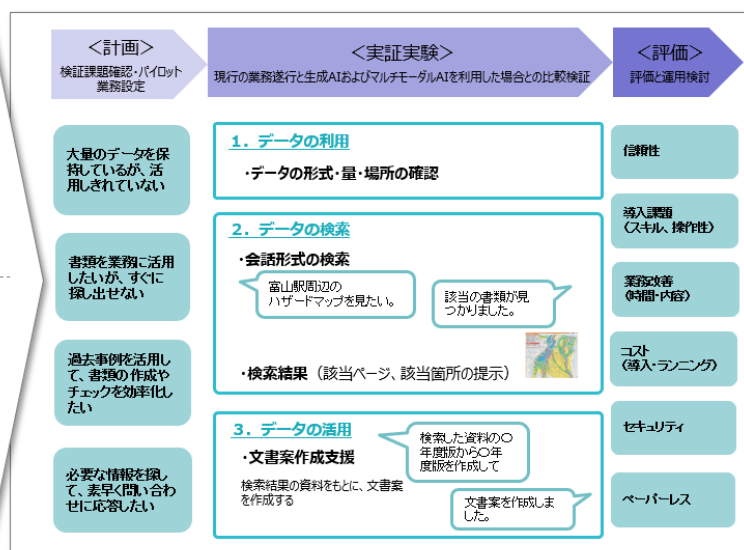 ＜計画＞
検証課題確認・パイロット
業務設定
＜実証実験＞
現行の業務遂行と生成AIおよびマルチモーダルAIを利用した場合との比較検証
＜評価＞
評価と運用検討
大量のデータを保
持しているが、活
用しきれていない
書類を業務に活用
したいが、すぐに
探し出せない
過去事例を活用し
て、書類の作成や
チェックを効率化し
たい
必要な情報を探し
て、素早く問い合わ
せに応答したい
１．データの利用
・データの形式・量・場所の確認
２．データの検索
・会話形式の検索
富山駅周辺の
ハザードマップを見たい。
該当の書類が見
つかりました。
・検索結果（該当ページ、該当箇所の提示）
３．データの活用
・文書案作成支援
検索結果の資料をもとに、文書案
を作成する
検索した資料の〇
年度版から〇年
度版を作成して
文書案を作成しま
した。
信頼性
導入課題
（スキル、操作性）
業務改善
（時間・内容）
コスト
（導入・ランニング）
セキュリティ
ペーパーレス